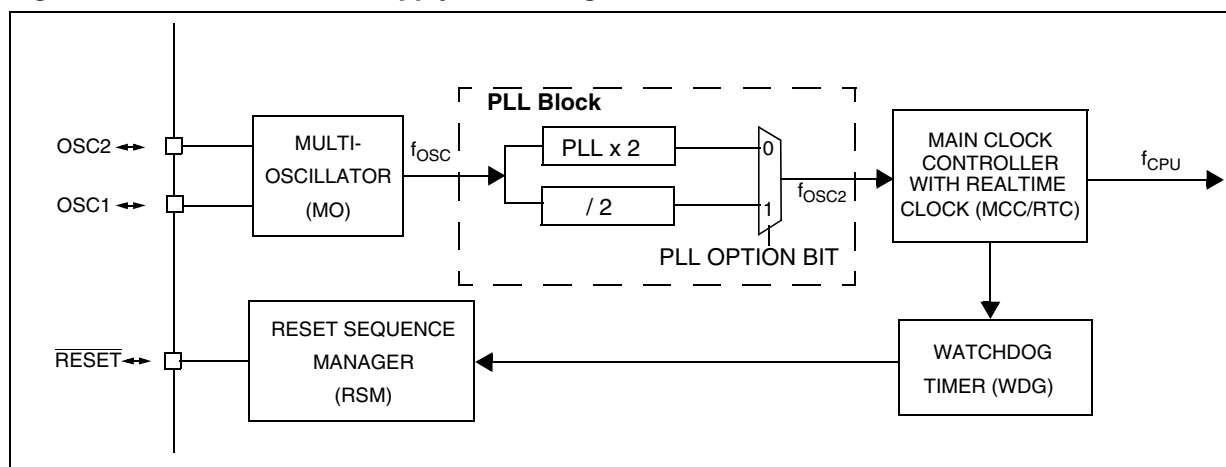 PLL Block
OSC2
OSC1
MULTI-
OSCILLATOR
(MO)
fOSC
PLL x 2
/ 2
0
1
fOSC2
PLL OPTION BIT
MAIN CLOCK
CONTROLLER
WITH REALTIME
CLOCK (MCC/RTC)
fCPU
RESET
RESET SEQUENCE
MANAGER
(RSM)
WATCHDOG
TIMER (WDG)